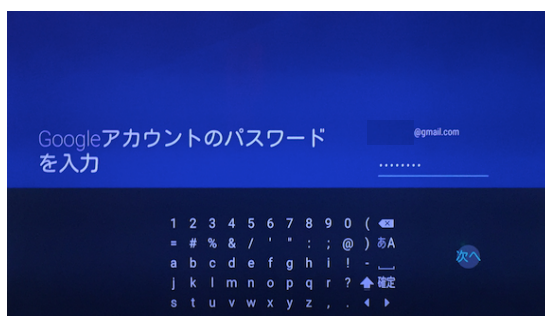 Googleアカウントのパスワード
を入力
@gmail.com
........
1 2 3 4 5 6 7 8 9 0 (
= # % & / ' " : ; @ ) あA
a b c d e f g h i ! -
j k l m n o p q r ? 確定
s t u v w x y z , .
次へ